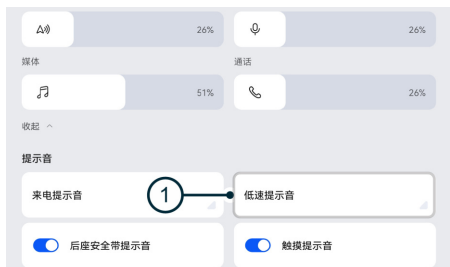 26% 26%
媒体 通话
51% 26%
收起
提示音
来电提示音 1 低速提示音
后座安全带提示音 触摸提示音